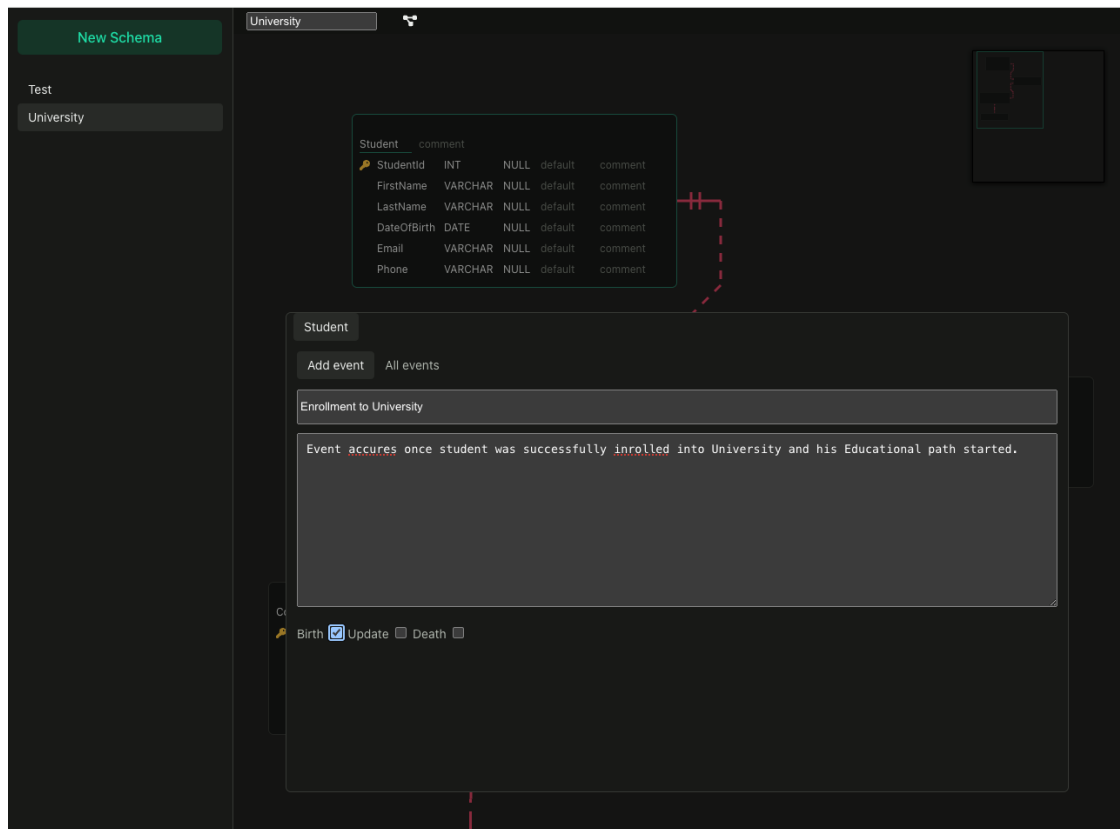 New Schema
Test
University
University
Student comment
StudentId INT NULL default comment
FirstName VARCHAR NULL default comment
LastName VARCHAR NULL default comment
DateOfBirth DATE NULL default comment
Email VARCHAR NULL default comment
Phone VARCHAR NULL default comment
Student
Add event All events
Enrollment to University
Event accures once student was successfully inrolled into University and his Educational path started.
Co
Birth Update Death